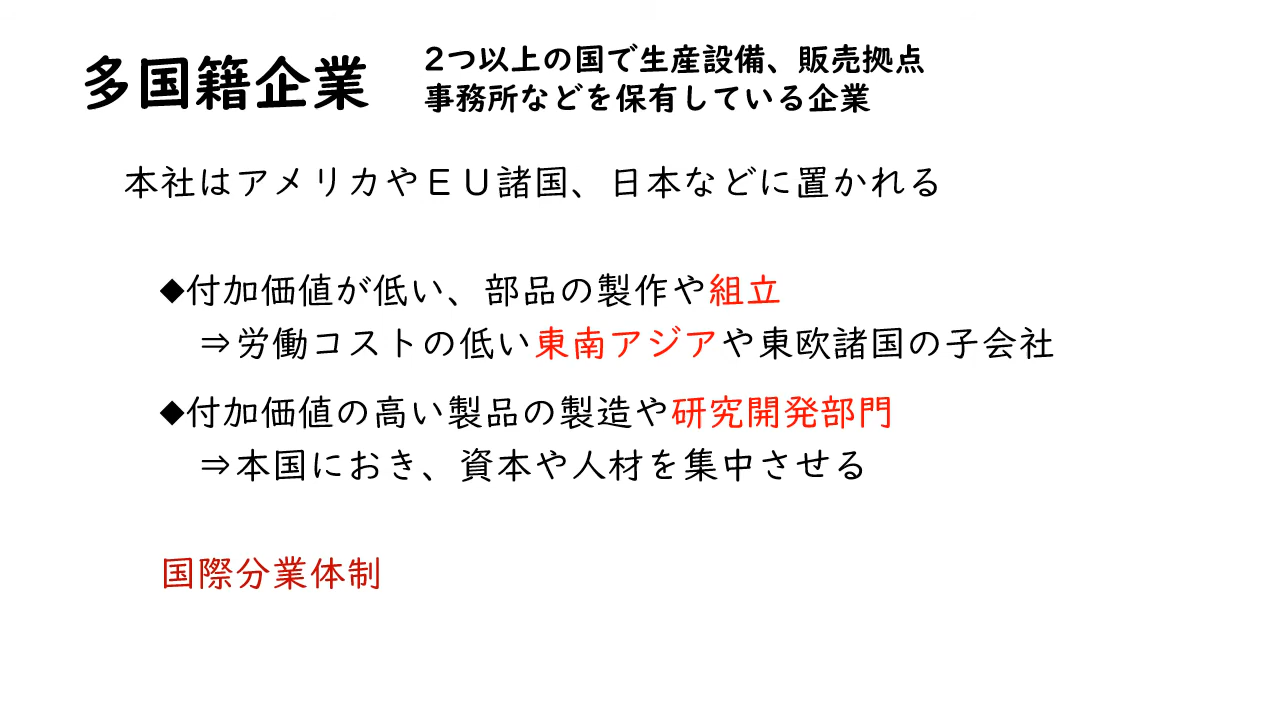 多国籍企業
2つ以上の国で生産設備、販売拠点
事務所などを保有している企業
本社はアメリカやＥＵ諸国、日本などに置かれる
◆付加価値が低い、部品の製作や組立
⇒労働コストの低い東南アジアや東欧諸国の子会社
◆付加価値の高い製品の製造や研究開発部門
⇒本国におき、資本や人材を集中させる
国際分業体制